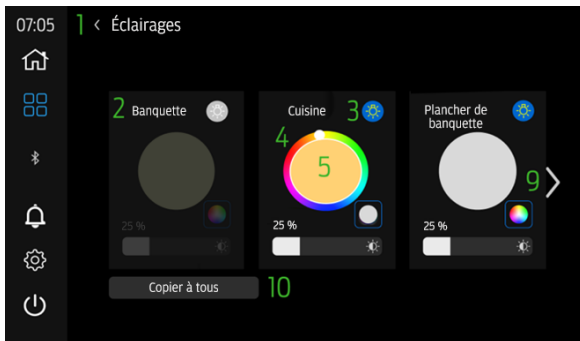 07:05
1 < Éclairages
2 Banquette
Cuisine 3
Plancher de
banquette
4
5
9
25 %
25 %
25 %
Copier à tous 10